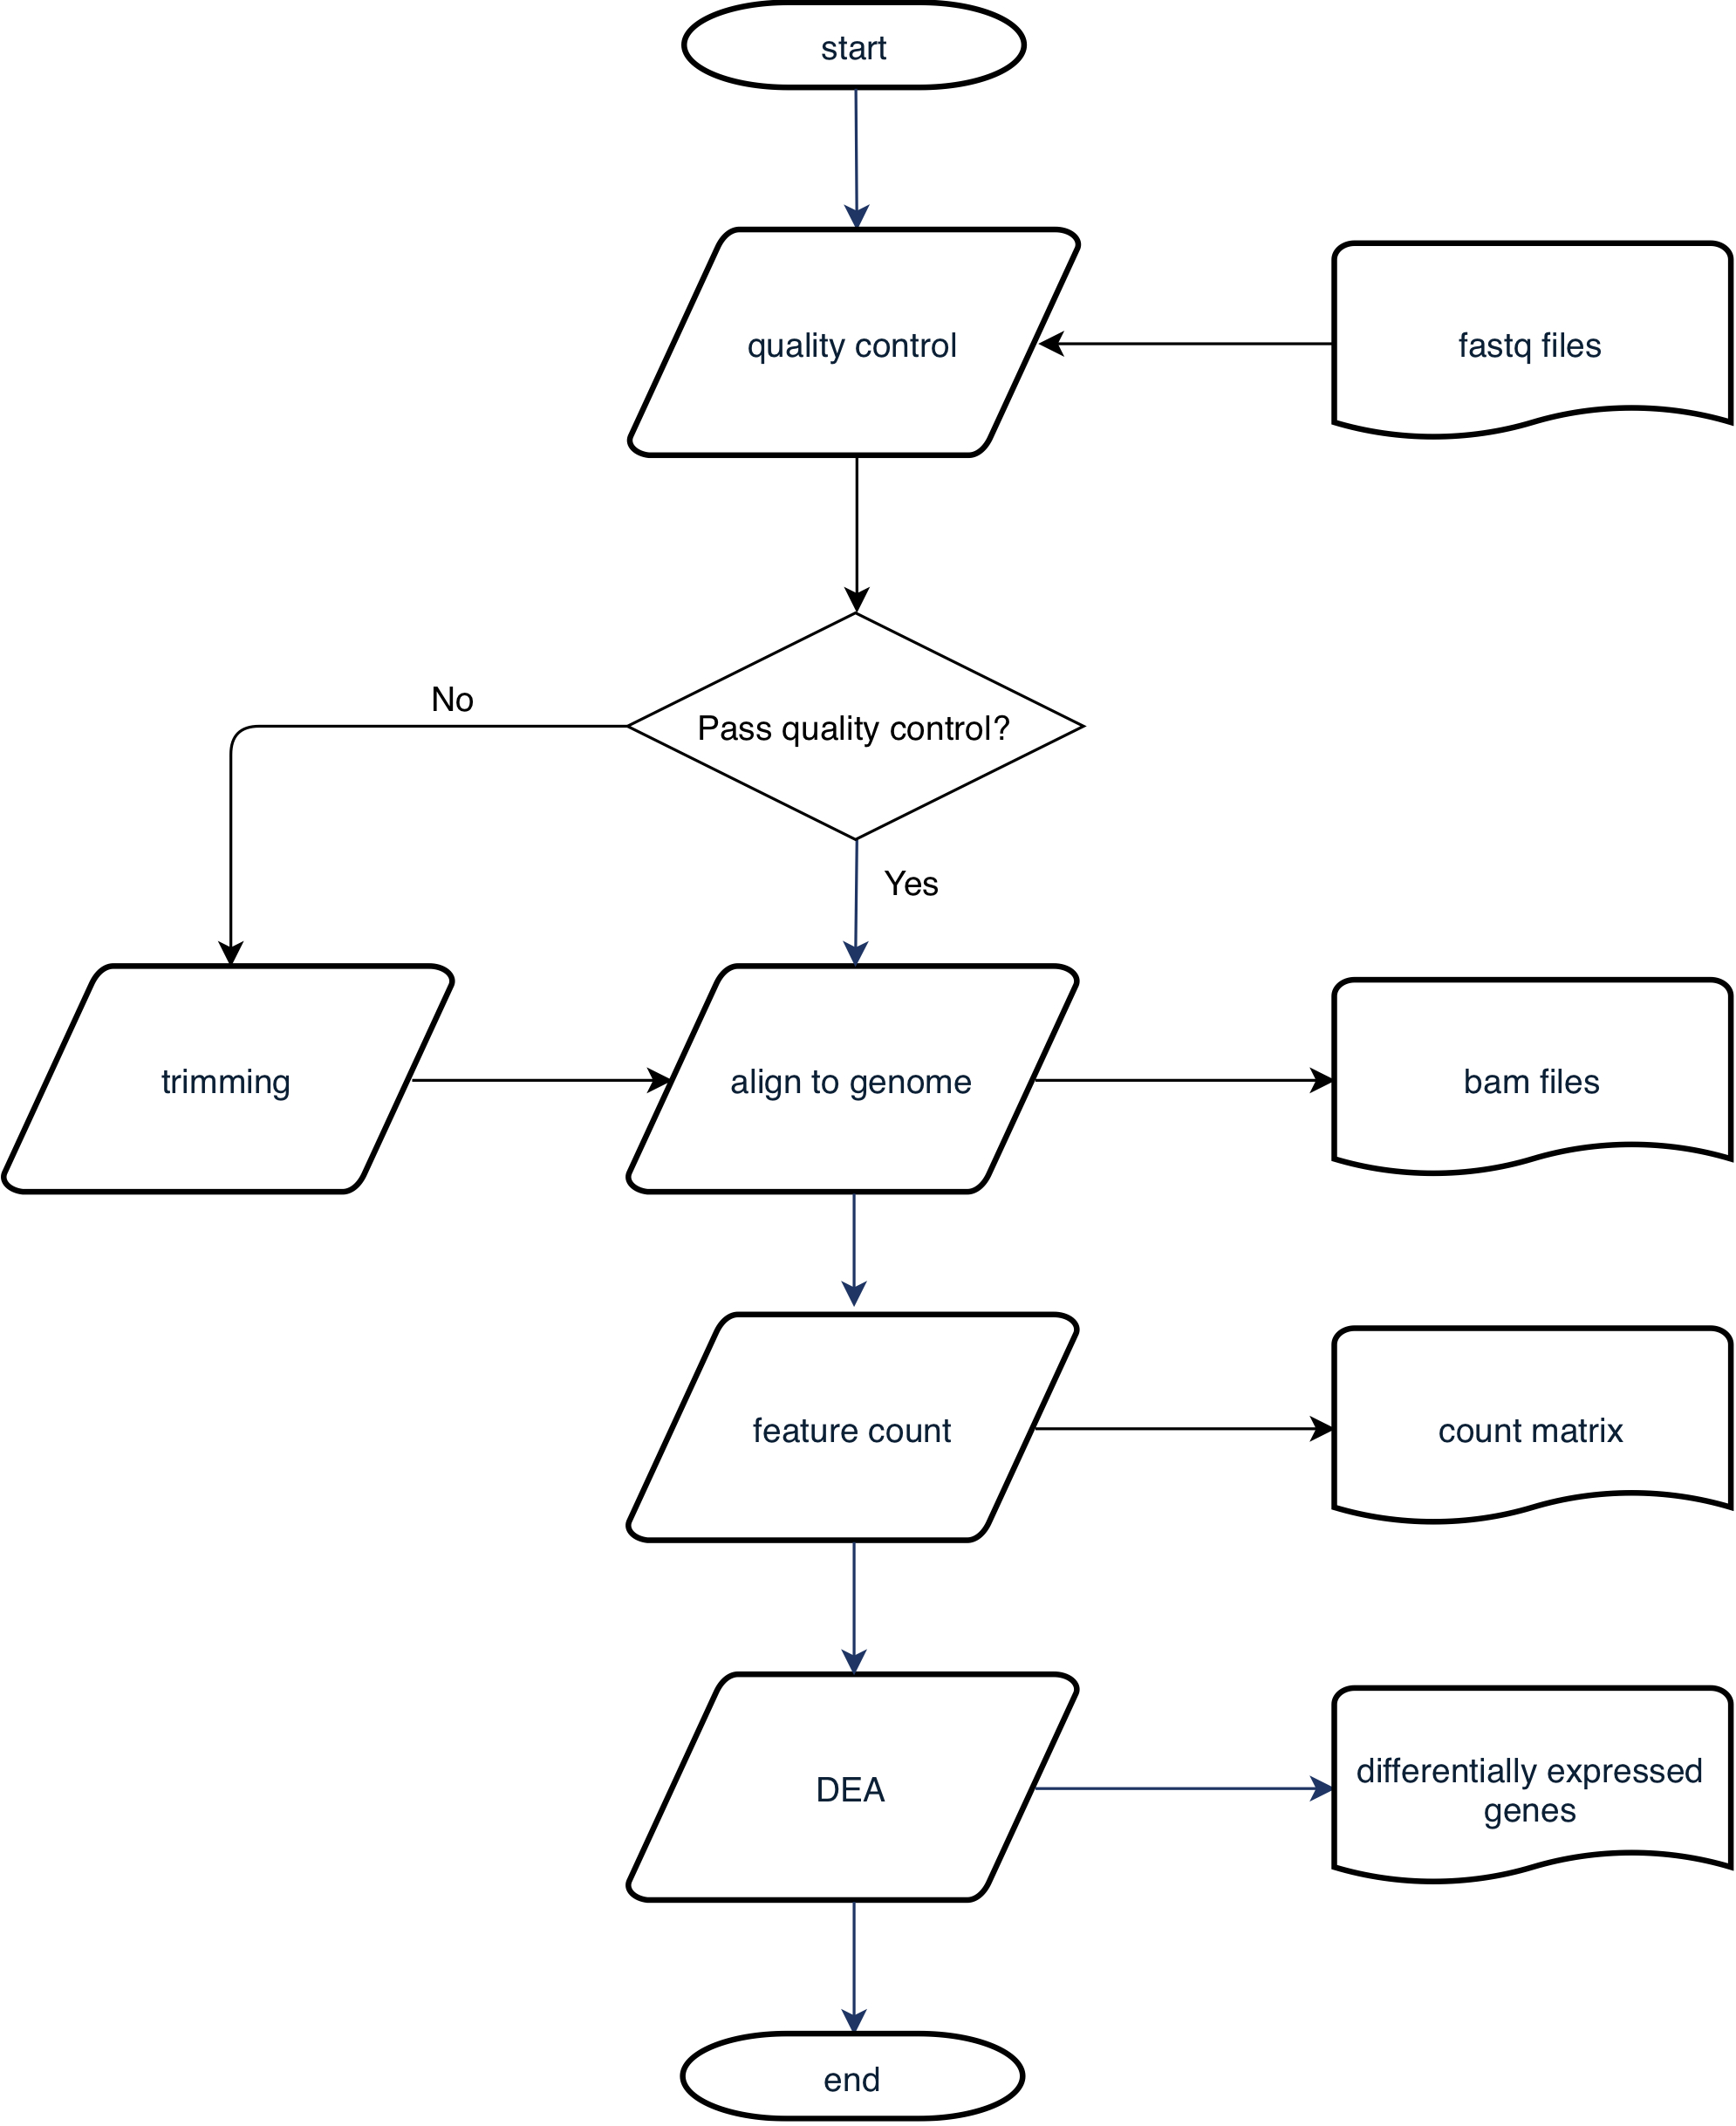 start
quality control
fastq files
Pass quality control?
No
Yes
trimming
align to genome
bam files
feature count
count matrix
DEA
differentially expressed
genes
end